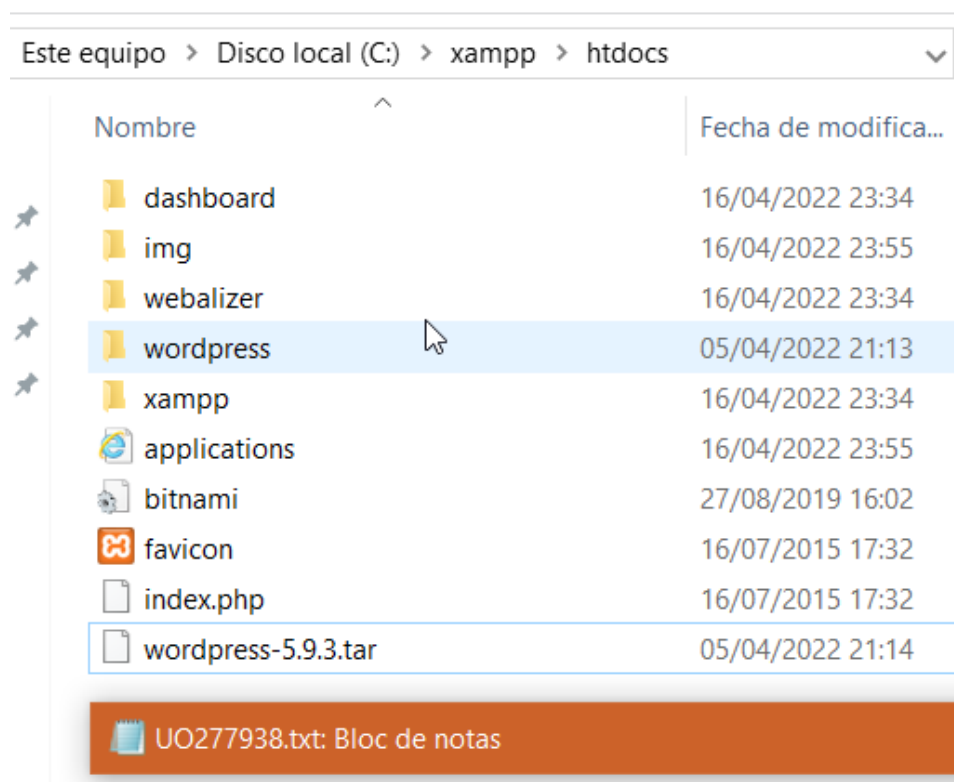 Este equipo > Disco local (C:) > xampp > htdocs
Nombre Fecha de modifica...
dashboard 16/04/2022 23:34
img 16/04/2022 23:55
webalizer 16/04/2022 23:34
wordpress 05/04/2022 21:13
xampp 16/04/2022 23:34
applications 16/04/2022 23:55
bitnami 27/08/2019 16:02
favicon 16/07/2015 17:32
index.php 16/07/2015 17:32
wordpress-5.9.3.tar 05/04/2022 21:14
UO277938.txt: Bloc de notas